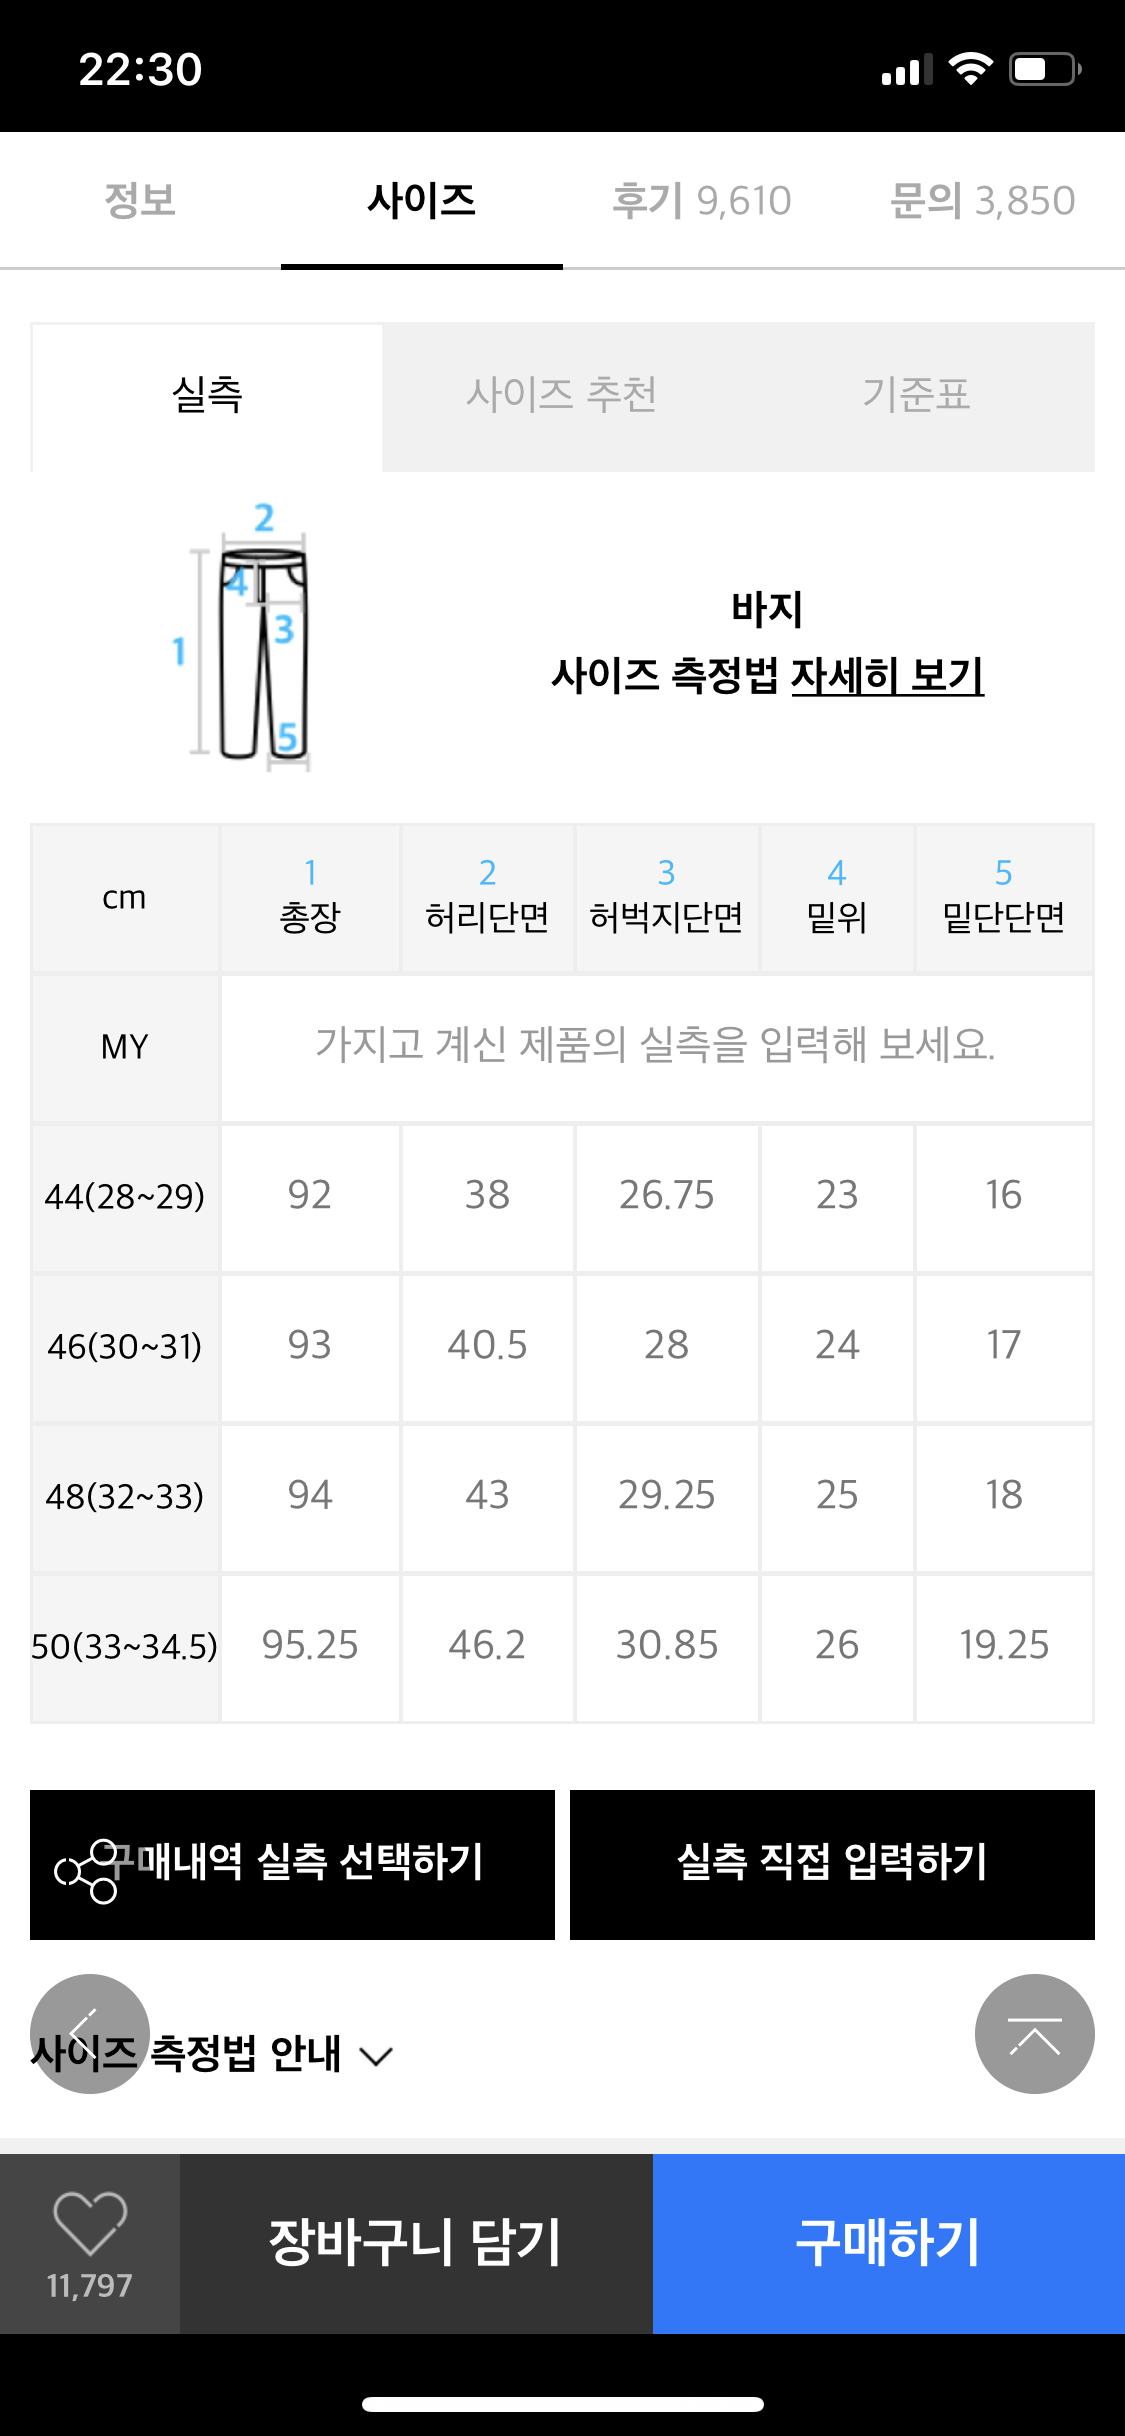 22:30
정보 사이즈 후기 9,610 문의 3,850
실측 사이즈 추천 기준표
2
4
3
1
5
바지
사이즈 측정법 자세히 보기
cm 1 총장 2 허리단면 3 허벅지단면 4 밑위 5 밑단단면
MY 가지고 계신 제품의 실측을 입력해 보세요.
44(28~29) 92 38 26.75 23 16
46(30~31) 93 40.5 28 24 17
48(32~33) 94 43 29.25 25 18
50(33~34.5) 95.25 46.2 30.85 26 19.25
구매내역 실측 선택하기 실측 직접 입력하기
사이즈 측정법 안내
11,797 장바구니 담기 구매하기